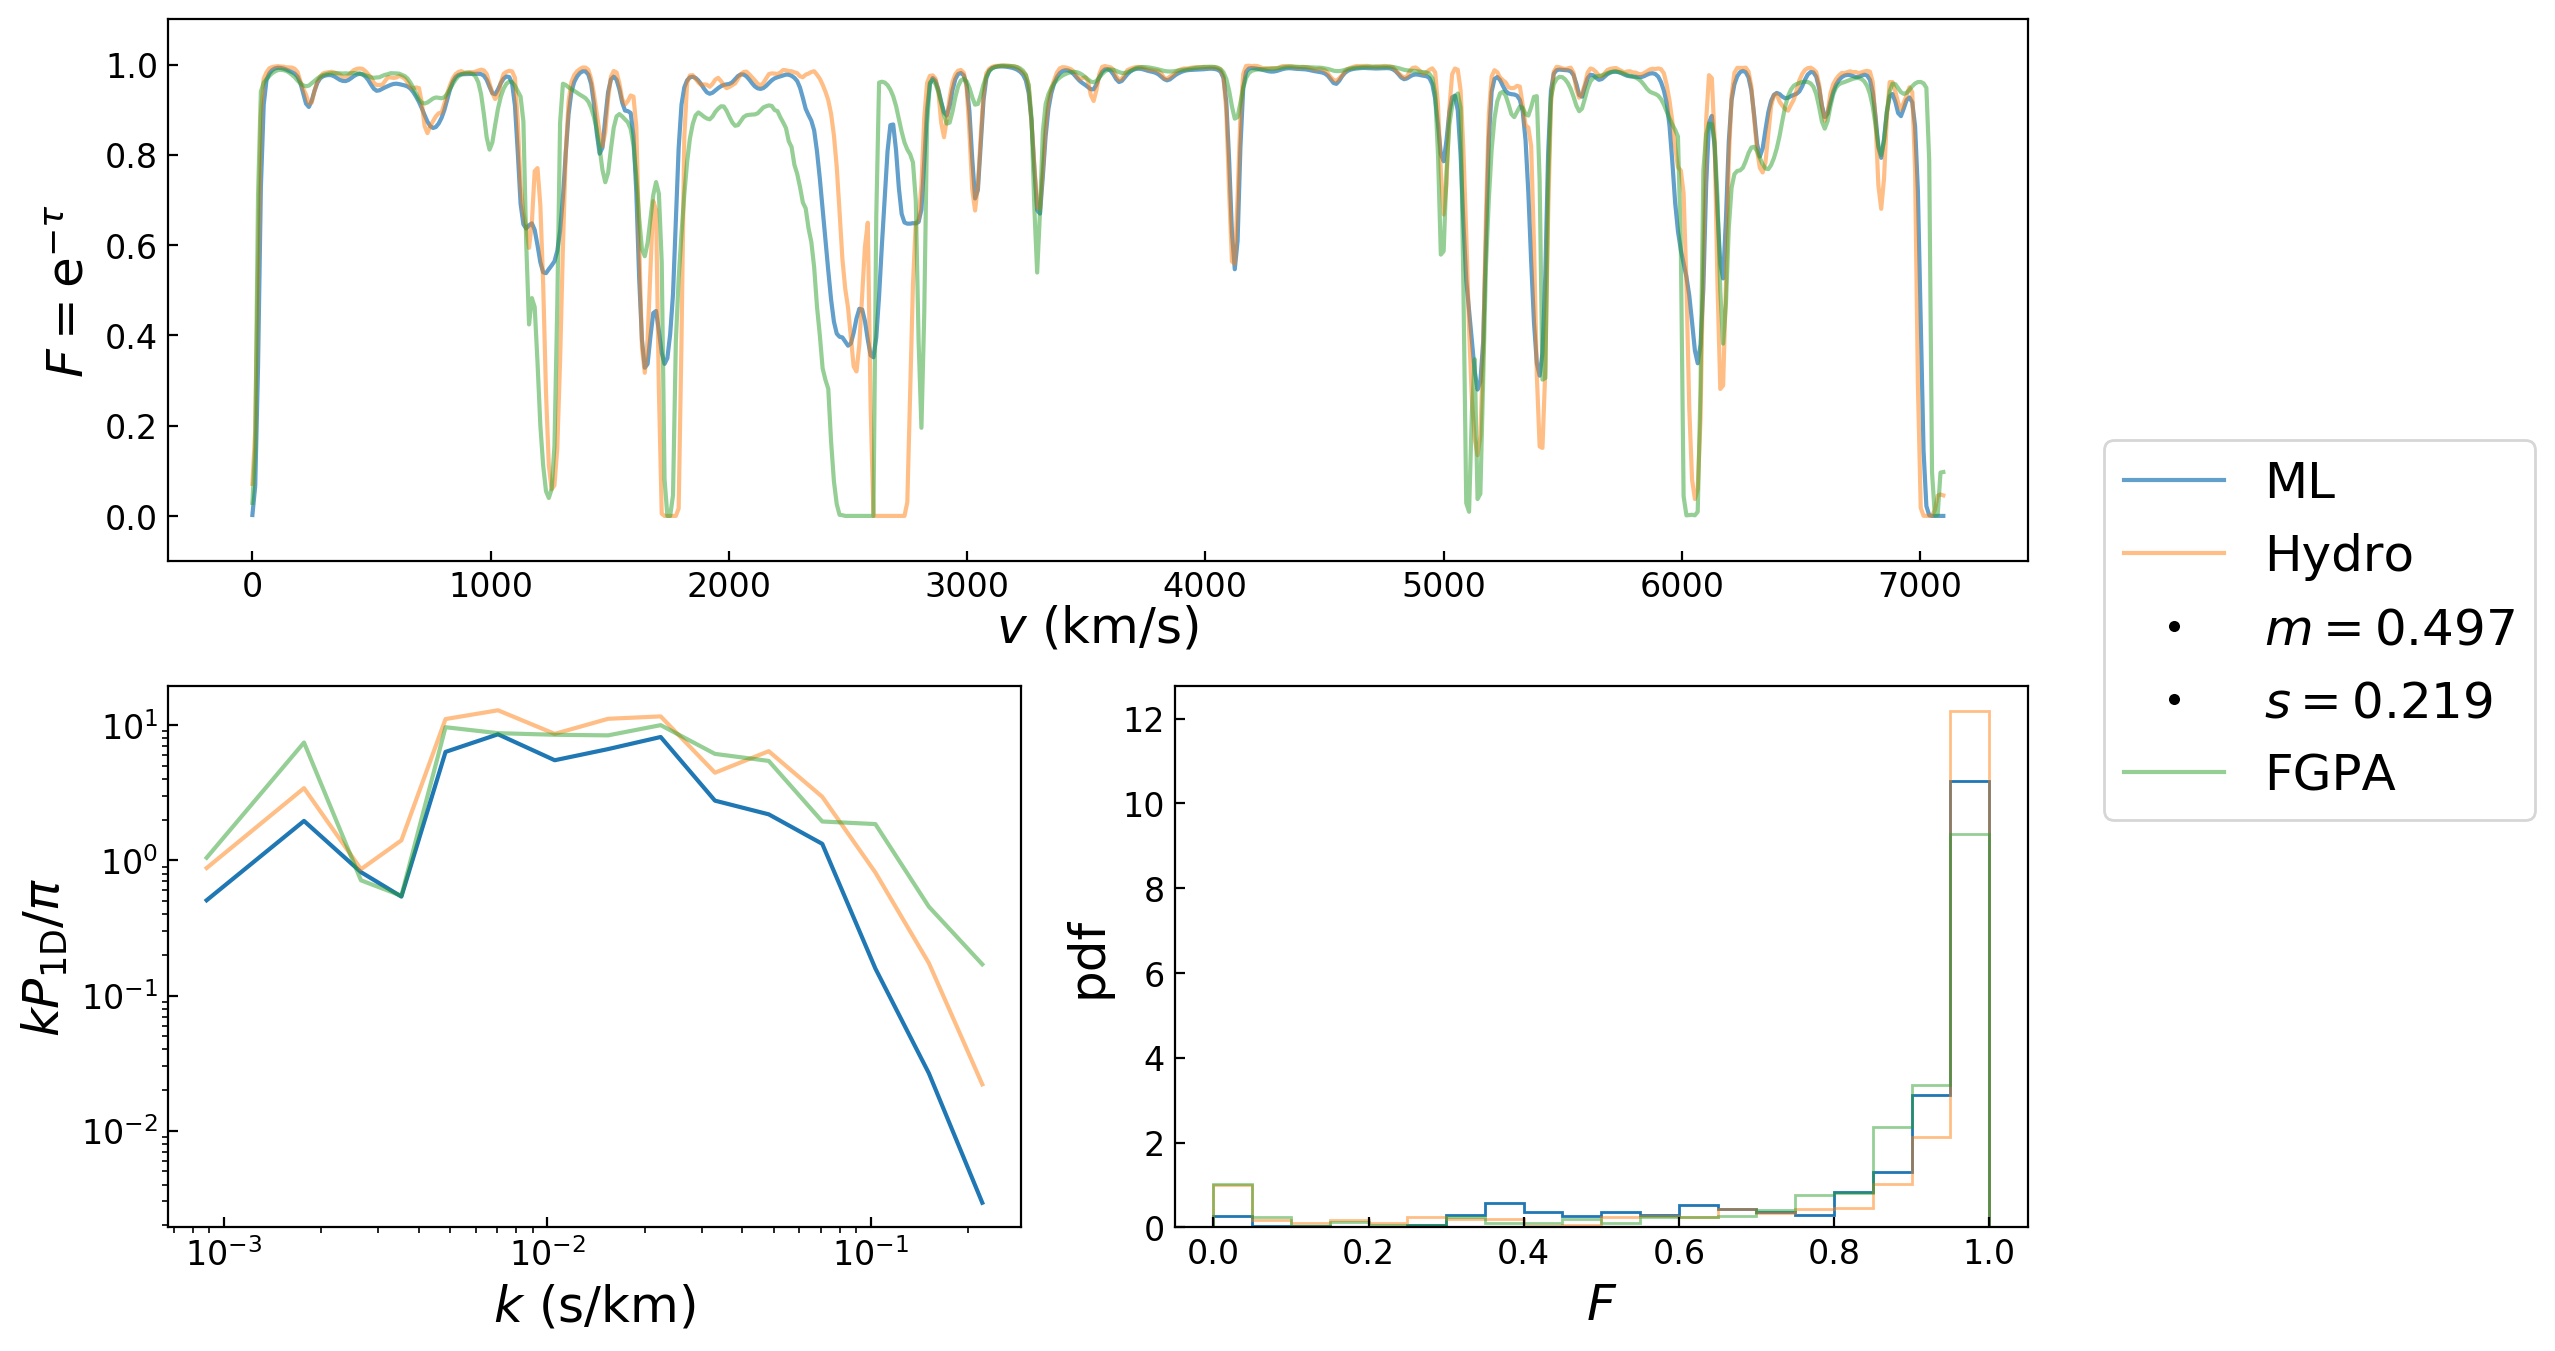 F = e^{−τ}
1.0
0.8
0.6
0.4
0.2
0.0
0 1000 2000 3000 4000 5000 6000 7000
v (km/s)
ML
Hydro
m = 0.497
s = 0.219
FGPA
kP_{1D}/π
10^1
10^0
10^{−1}
10^{−2}
10^{−3} 10^{−2} 10^{−1}
k (s/km)
pdf
12
10
8
6
4
2
0
0.0 0.2 0.4 0.6 0.8 1.0
F